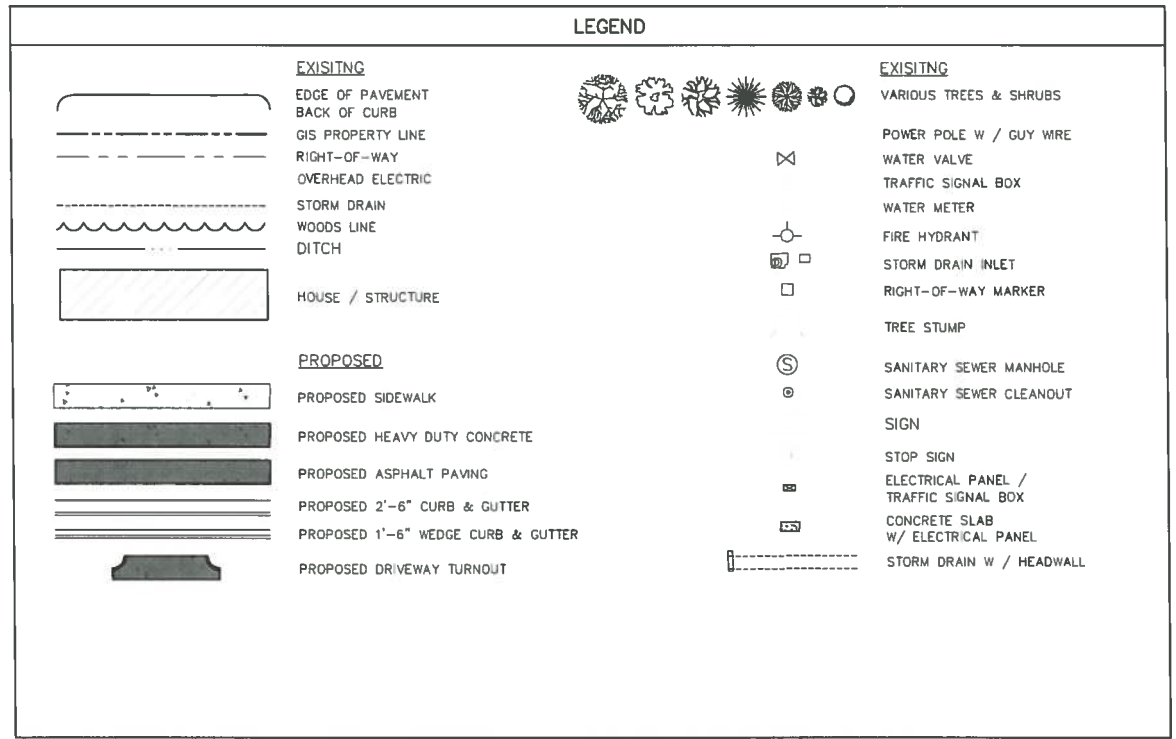 LEGEND
EXISITNG
EDGE OF PAVEMENT
BACK OF CURB
GIS PROPERTY LINE
RIGHT-OF-WAY
OVERHEAD ELECTRIC
STORM DRAIN
WOODS LINE
DITCH
HOUSE / STRUCTURE
PROPOSED
PROPOSED SIDEWALK
PROPOSED HEAVY DUTY CONCRETE
PROPOSED ASPHALT PAVING
PROPOSED 2'-6" CURB & GUTTER
PROPOSED 1'-6" WEDGE CURB & GUTTER
PROPOSED DRIVEWAY TURNOUT
EXISITNG
VARIOUS TREES & SHRUBS
POWER POLE W / GUY WIRE
WATER VALVE
TRAFFIC SIGNAL BOX
WATER METER
FIRE HYDRANT
STORM DRAIN INLET
RIGHT-OF-WAY MARKER
TREE STUMP
S
SANITARY SEWER MANHOLE
SANITARY SEWER CLEANOUT
SIGN
STOP SIGN
ELECTRICAL PANEL /
TRAFFIC SIGNAL BOX
CONCRETE SLAB
W/ ELECTRICAL PANEL
STORM DRAIN W / HEADWALL